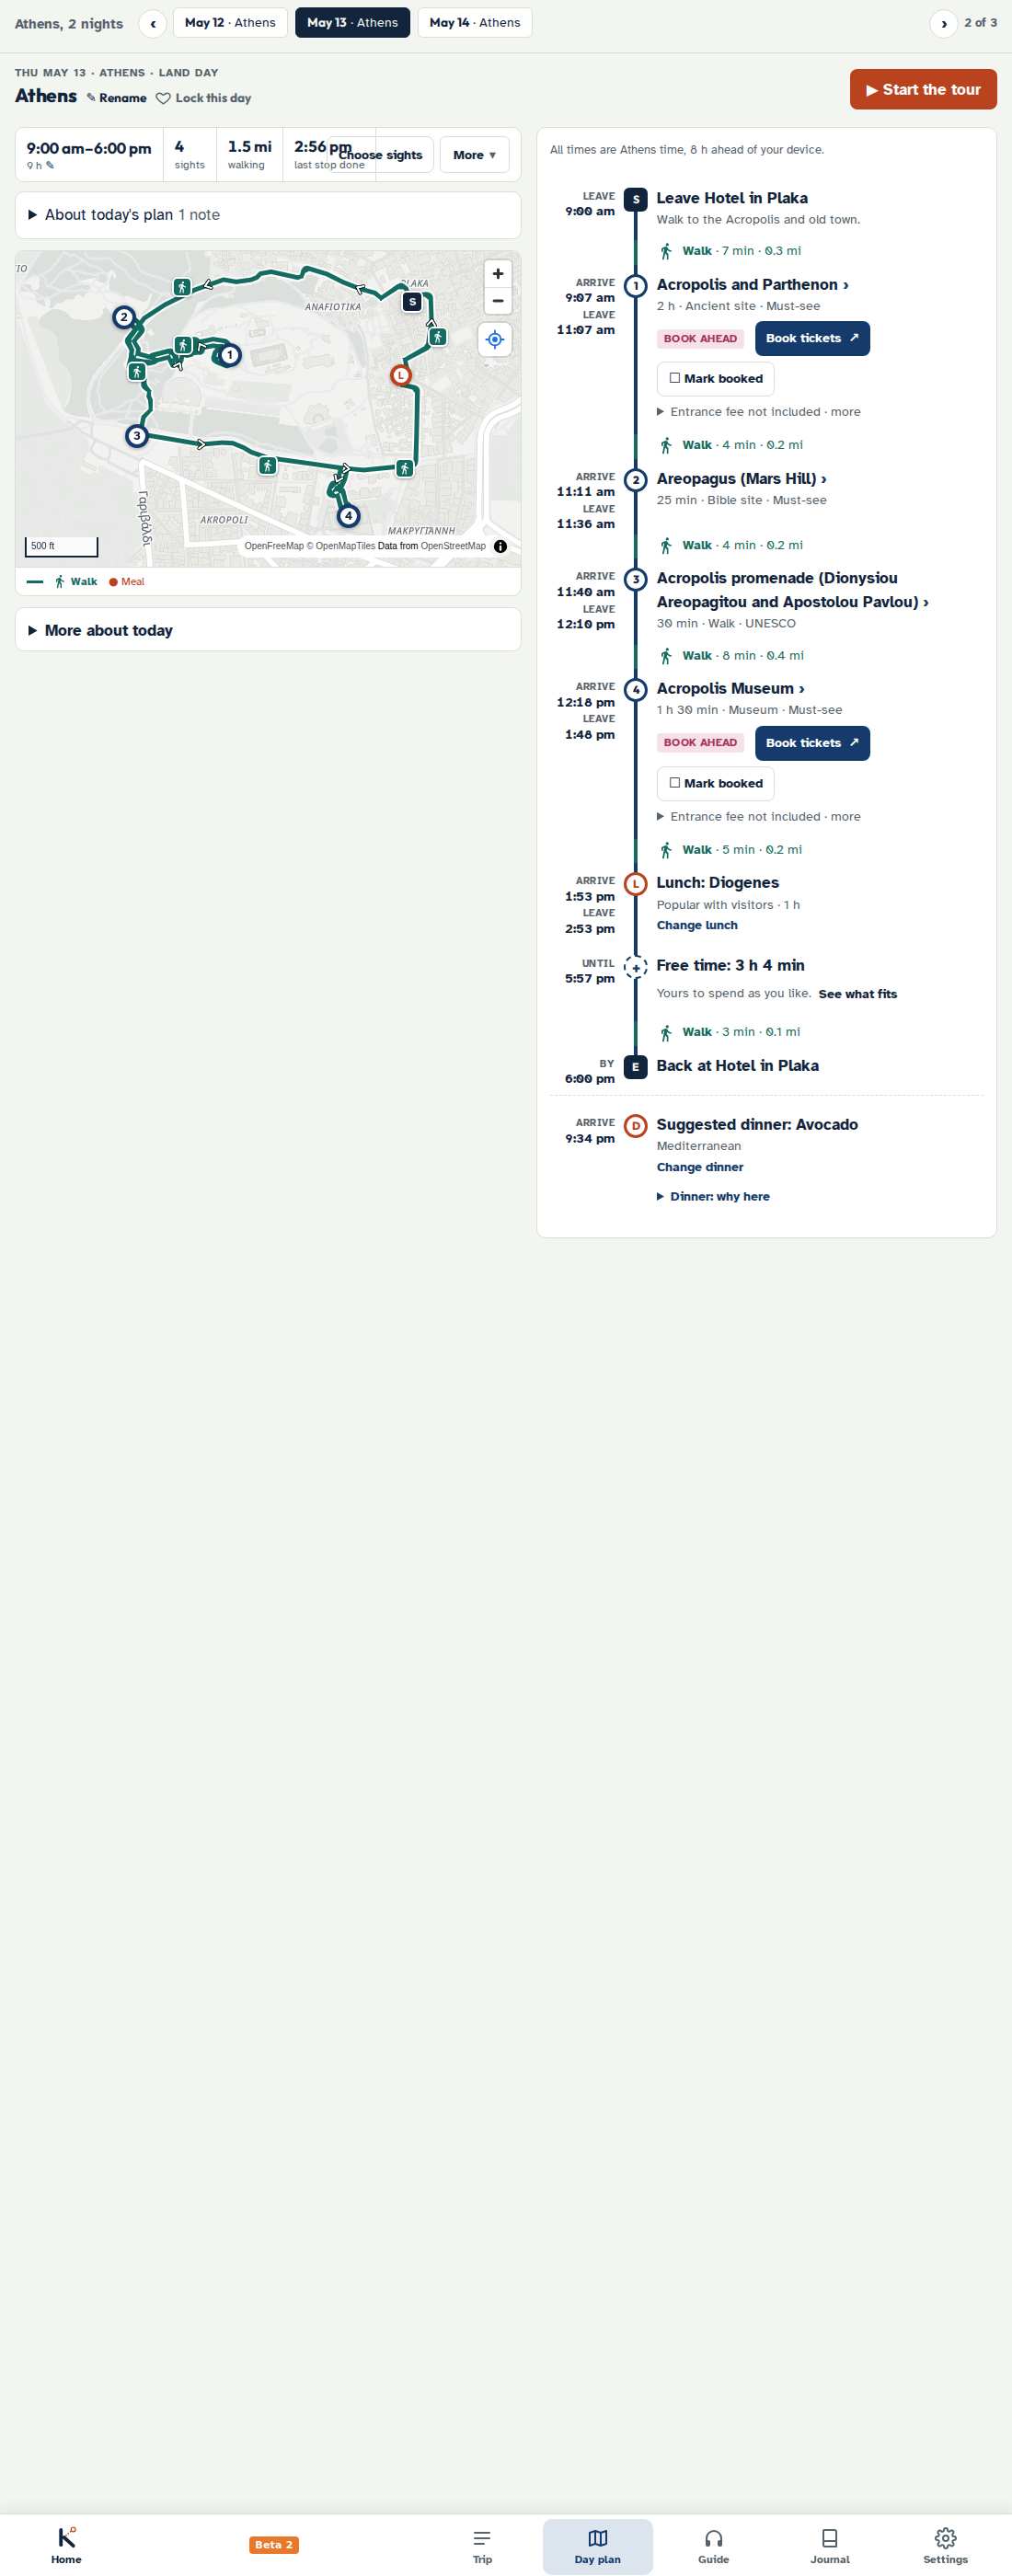 Athens, 2 nights
‹
May 12 · Athens
May 13 · Athens
May 14 · Athens
›
2 of 3
THU MAY 13 · ATHENS · LAND DAY
Athens ✎ Rename ♡ Lock this day
▶ Start the tour
9:00 am–6:00 pm
9 h ✎
4
sights
1.5 mi
walking
2:56 pm
last stop done
Choose sights
More ▾
▶ About today's plan 1 note
PLAKA
ANAFIOTIKA
S
2
1
L
3
4
Γαριβάλδι
AKROPOLI
ΜΑΚΡΥΓΙΑΝΝΗ
+
−
500 ft
OpenFreeMap © OpenMapTiles Data from OpenStreetMap
Walk
Meal
▶ More about today
All times are Athens time, 8 h ahead of your device.
LEAVE
9:00 am
S
Leave Hotel in Plaka
Walk to the Acropolis and old town.
Walk · 7 min · 0.3 mi
ARRIVE
9:07 am
LEAVE
11:07 am
1
Acropolis and Parthenon ›
2 h · Ancient site · Must-see
BOOK AHEAD
Book tickets ↗
☐ Mark booked
▶ Entrance fee not included · more
Walk · 4 min · 0.2 mi
ARRIVE
11:11 am
LEAVE
11:36 am
2
Areopagus (Mars Hill) ›
25 min · Bible site · Must-see
Walk · 4 min · 0.2 mi
ARRIVE
11:40 am
LEAVE
12:10 pm
3
Acropolis promenade (Dionysiou
Areopagitou and Apostolou Pavlou) ›
30 min · Walk · UNESCO
Walk · 8 min · 0.4 mi
ARRIVE
12:18 pm
LEAVE
1:48 pm
4
Acropolis Museum ›
1 h 30 min · Museum · Must-see
BOOK AHEAD
Book tickets ↗
☐ Mark booked
▶ Entrance fee not included · more
Walk · 5 min · 0.2 mi
ARRIVE
1:53 pm
LEAVE
2:53 pm
L
Lunch: Diogenes
Popular with visitors · 1 h
Change lunch
UNTIL
5:57 pm
+
Free time: 3 h 4 min
Yours to spend as you like. See what fits
Walk · 3 min · 0.1 mi
BY
6:00 pm
E
Back at Hotel in Plaka
ARRIVE
9:34 pm
D
Suggested dinner: Avocado
Mediterranean
Change dinner
▶ Dinner: why here
Home
Beta 2
Trip
Day plan
Guide
Journal
Settings